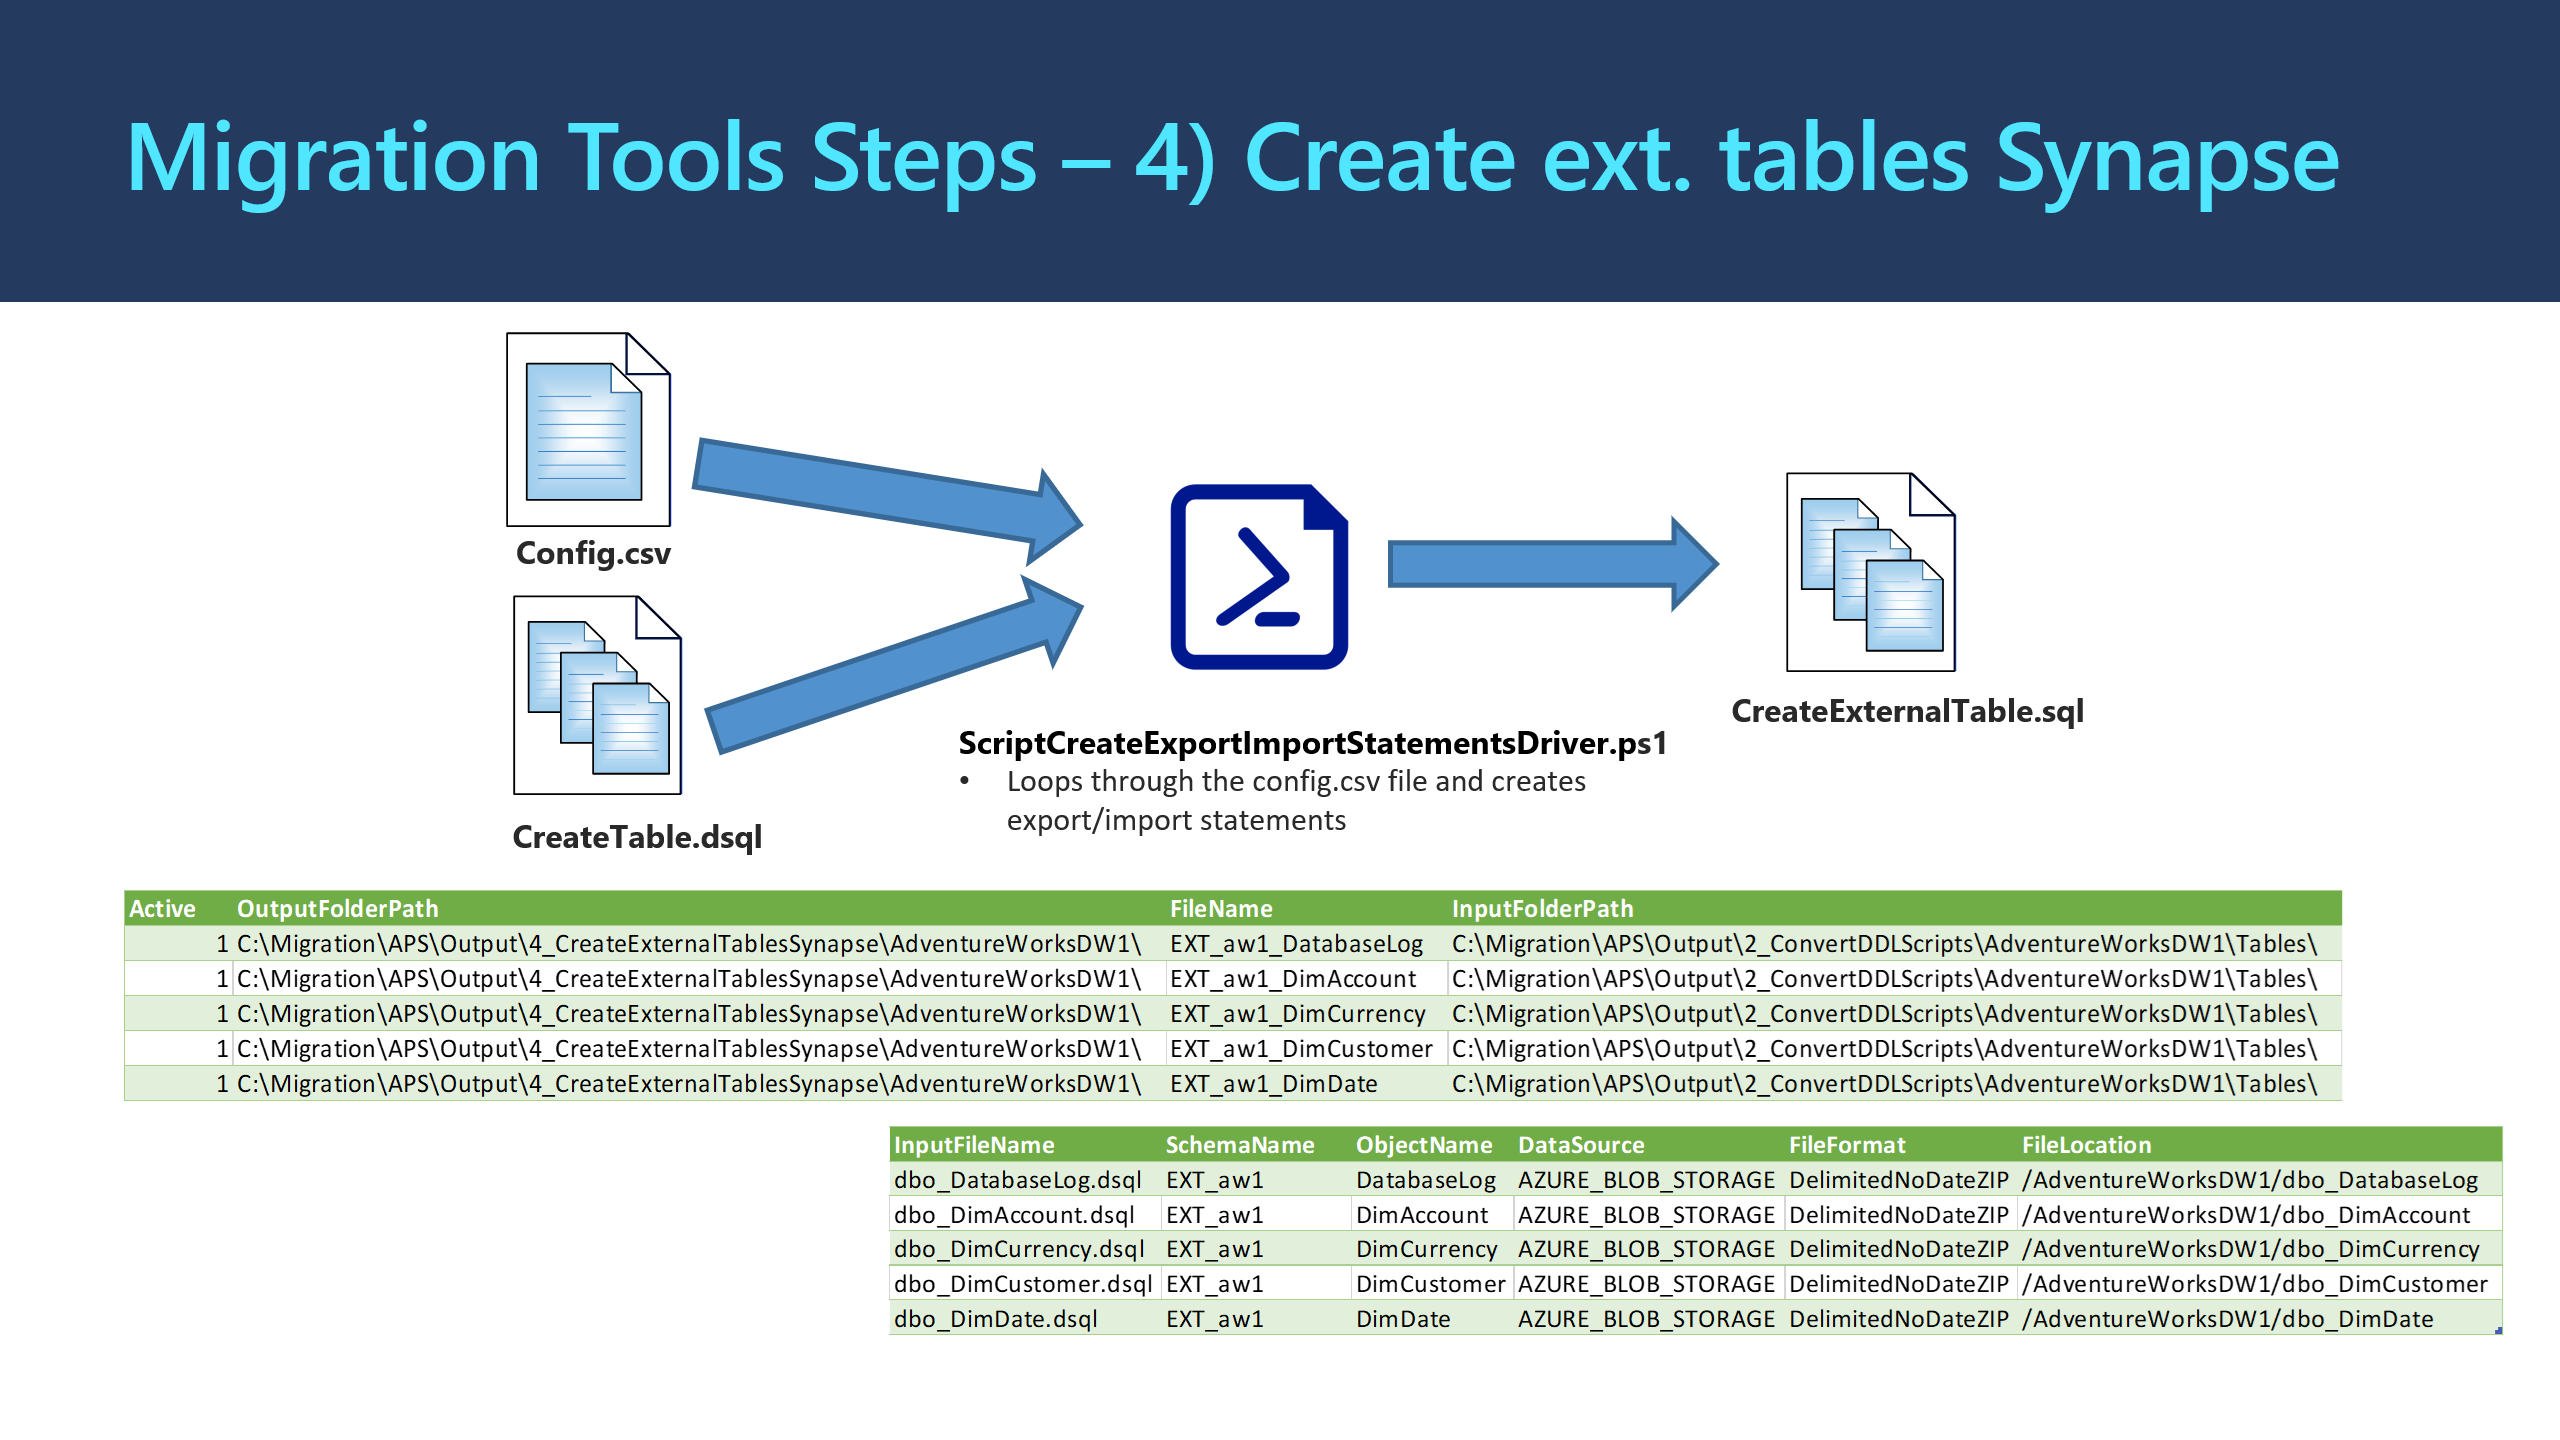 Migration Tools Steps – 4) Create ext. tables Synapse
Config.csv
CreateTable.dsql
ScriptCreateExportImportStatementsDriver.ps1
• Loops through the config.csv file and creates
export/import statements
CreateExternalTable.sql
Active OutputFolderPath FileName InputFolderPath
1 C:\Migration\APS\Output\4_CreateExternalTablesSynapse\AdventureWorksDW1\ EXT_aw1_DatabaseLog C:\Migration\APS\Output\2_ConvertDDLScripts\AdventureWorksDW1\Tables\
1 C:\Migration\APS\Output\4_CreateExternalTablesSynapse\AdventureWorksDW1\ EXT_aw1_DimAccount C:\Migration\APS\Output\2_ConvertDDLScripts\AdventureWorksDW1\Tables\
1 C:\Migration\APS\Output\4_CreateExternalTablesSynapse\AdventureWorksDW1\ EXT_aw1_DimCurrency C:\Migration\APS\Output\2_ConvertDDLScripts\AdventureWorksDW1\Tables\
1 C:\Migration\APS\Output\4_CreateExternalTablesSynapse\AdventureWorksDW1\ EXT_aw1_DimCustomer C:\Migration\APS\Output\2_ConvertDDLScripts\AdventureWorksDW1\Tables\
1 C:\Migration\APS\Output\4_CreateExternalTablesSynapse\AdventureWorksDW1\ EXT_aw1_DimDate C:\Migration\APS\Output\2_ConvertDDLScripts\AdventureWorksDW1\Tables\
InputFileName SchemaName ObjectName DataSource FileFormat FileLocation
dbo_DatabaseLog.dsql EXT_aw1 DatabaseLog AZURE_BLOB_STORAGE DelimitedNoDateZIP /AdventureWorksDW1/dbo_DatabaseLog
dbo_DimAccount.dsql EXT_aw1 DimAccount AZURE_BLOB_STORAGE DelimitedNoDateZIP /AdventureWorksDW1/dbo_DimAccount
dbo_DimCurrency.dsql EXT_aw1 DimCurrency AZURE_BLOB_STORAGE DelimitedNoDateZIP /AdventureWorksDW1/dbo_DimCurrency
dbo_DimCustomer.dsql EXT_aw1 DimCustomer AZURE_BLOB_STORAGE DelimitedNoDateZIP /AdventureWorksDW1/dbo_DimCustomer
dbo_DimDate.dsql EXT_aw1 DimDate AZURE_BLOB_STORAGE DelimitedNoDateZIP /AdventureWorksDW1/dbo_DimDate